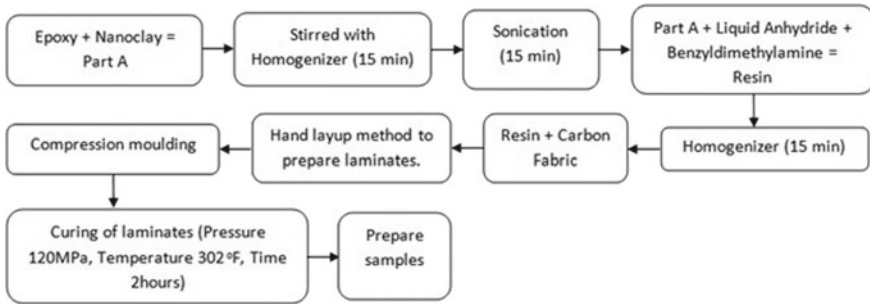 Epoxy + Nanoclay =
Part A
Stirred with
Homogenizer (15 min)
Sonication
(15 min)
Part A + Liquid Anhydride +
Benzyldimethylamine =
Resin
Homogenizer (15 min)
Resin + Carbon
Fabric
Hand layup method to
prepare laminates.
Compression moulding
Curing of laminates (Pressure
120MPa, Temperature 302 ºF, Time
2hours)
Prepare
samples